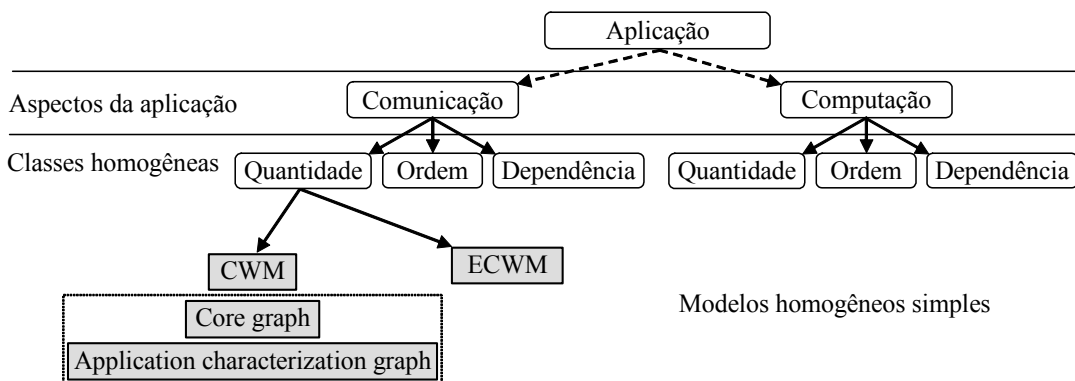 Aplicação
Aspectos da aplicação
Comunicação
Computação
Classes homogêneas
Quantidade
Ordem
Dependência
Quantidade
Ordem
Dependência
CWM
ECWM
Core graph
Modelos homogêneos simples
Application characterization graph